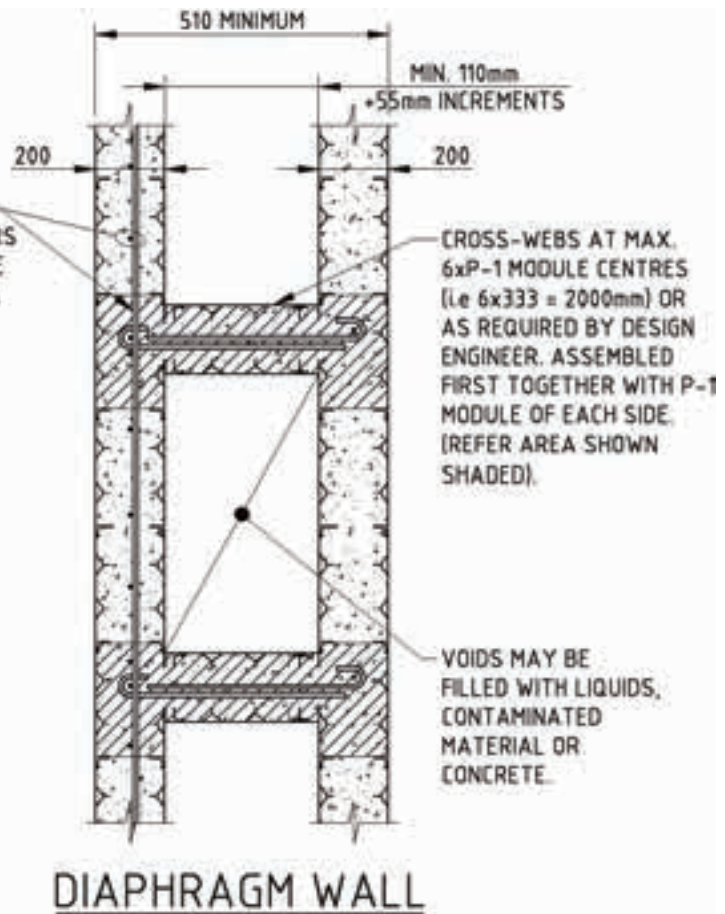 510 MINIMUM
MIN. 110mm
+55mm INCREMENTS
200
200
CROSS-WEBS AT MAX.
6xP-1 MODULE CENTRES
(i.e 6x333 = 2000mm) OR
AS REQUIRED BY DESIGN
ENGINEER. ASSEMBLED
FIRST TOGETHER WITH P-1
MODULE OF EACH SIDE.
(REFER AREA SHOWN
SHADED).
VOIDS MAY BE
FILLED WITH LIQUIDS,
CONTAMINATED
MATERIAL OR
CONCRETE.
DIAPHRAGM WALL